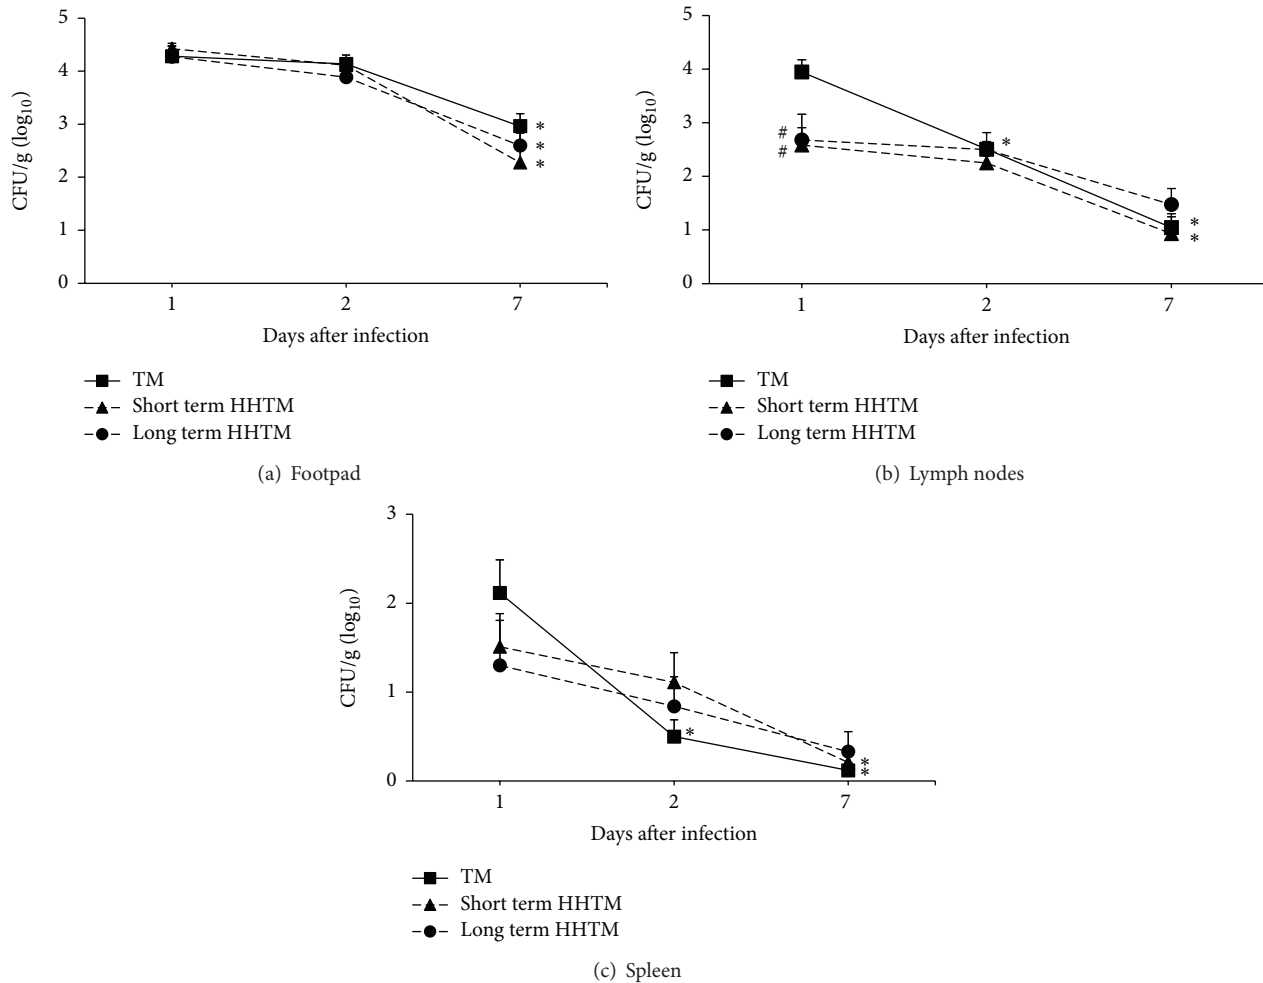 5
4
3
2
1
0
CFU/g (log10)
* 
*
*
1 2 7
Days after infection
TM
Short term HHTM
Long term HHTM
(a) Footpad
5
4
3
2
1
0
CFU/g (log10)
#
#
*
*
*
1 2 7
Days after infection
TM
Short term HHTM
Long term HHTM
(b) Lymph nodes
3
2
1
0
CFU/g (log10)
*
*
*
1 2 7
Days after infection
TM
Short term HHTM
Long term HHTM
(c) Spleen